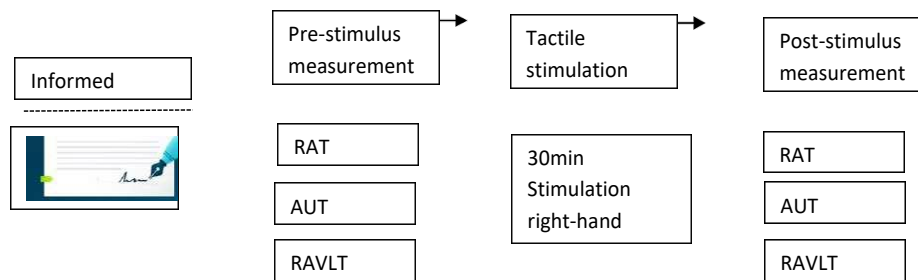 Informed
Pre-stimulus
measurement
RAT
AUT
RAVLT
Tactile
stimulation
30min
Stimulation
right-hand
Post-stimulus
measurement
RAT
AUT
RAVLT